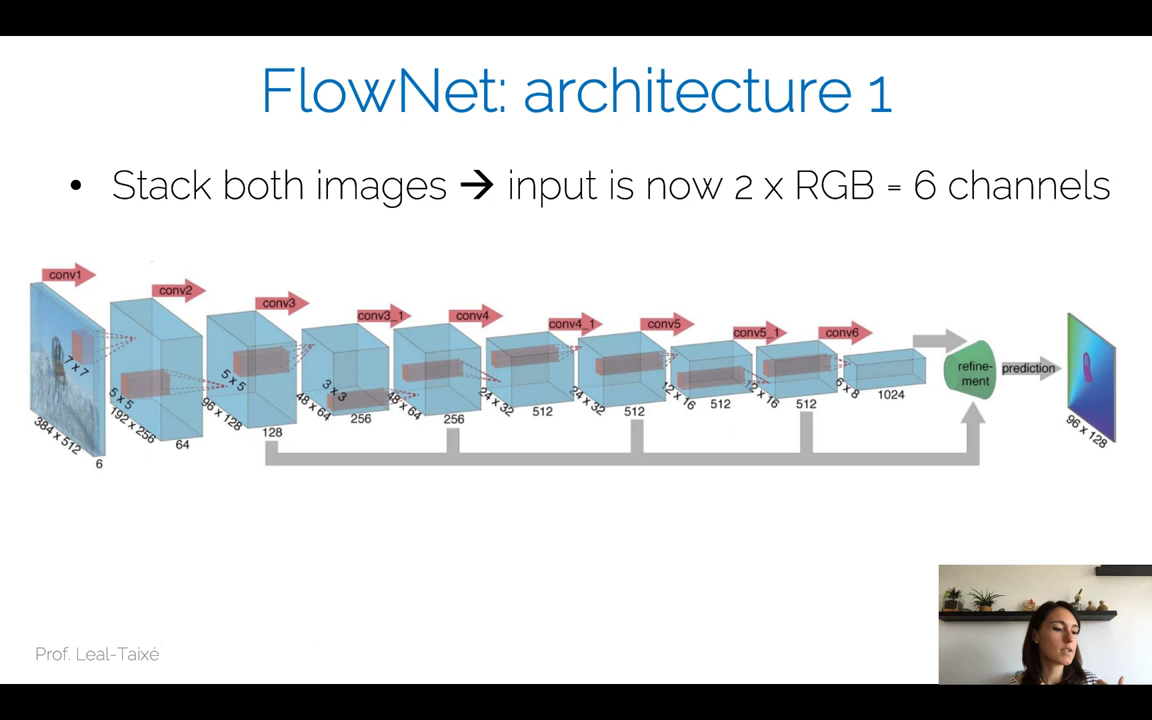 FlowNet: architecture 1
• Stack both images → input is now 2 x RGB = 6 channels
conv1
conv2
conv3
conv3_1
conv4
conv4_1
conv5
conv5_1
conv6
7 x 7
5 x 5
5 x 5
3 x 3
384 x 512
6
192 x 256
64
96 x 128
128
48 x 64
256
48 x 64
256
24 x 32
512
24 x 32
512
12 x 16
512
12 x 16
512
6 x 8
1024
refine-
ment
prediction
96 x 128
Prof. Leal-Taixé